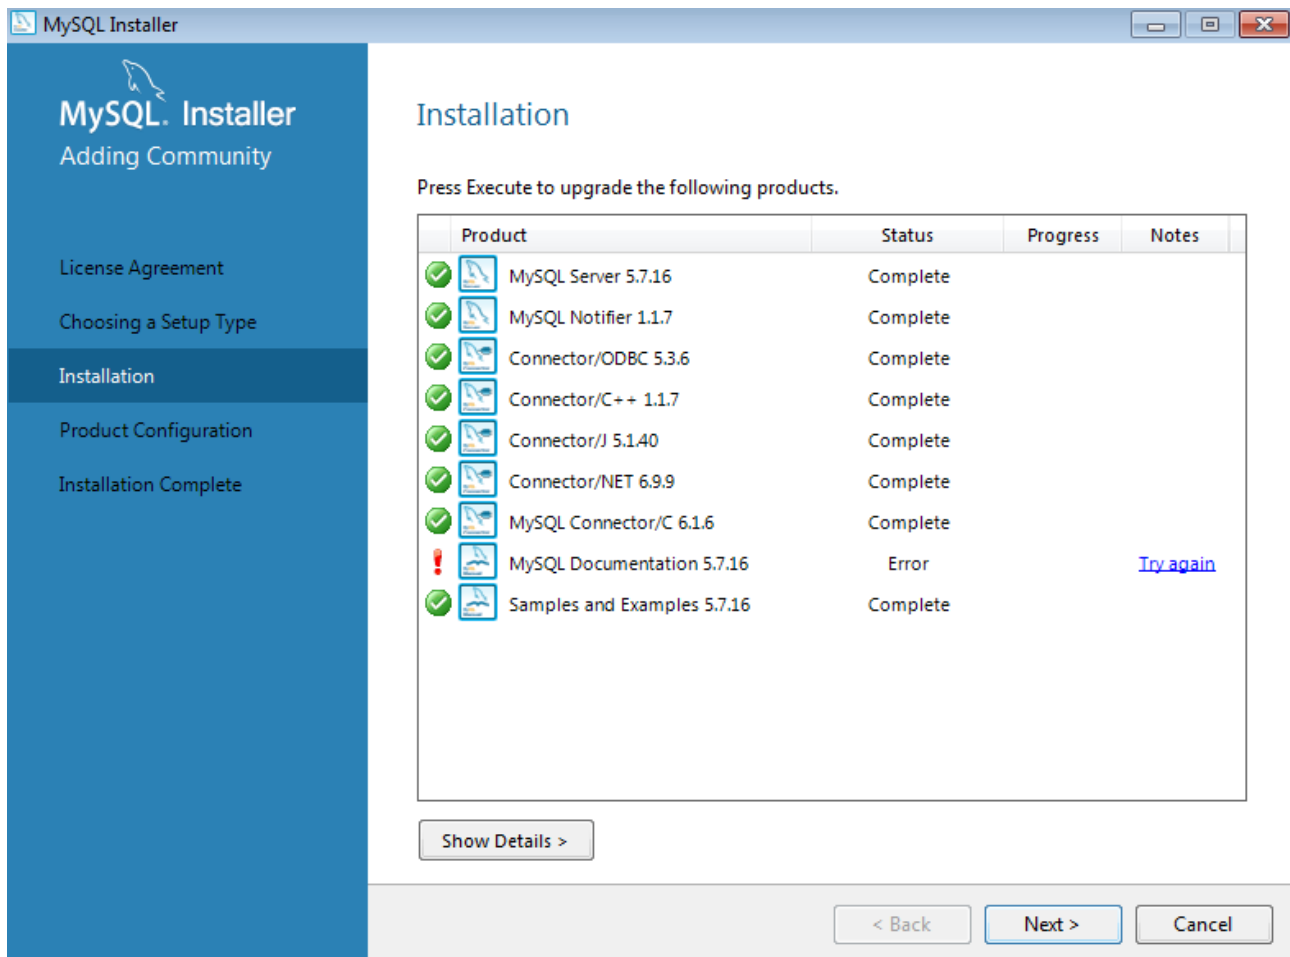 MySQL Installer
MySQL. Installer
Adding Community
License Agreement
Choosing a Setup Type
Installation
Product Configuration
Installation Complete
Installation
Press Execute to upgrade the following products.
Product Status Progress Notes
MySQL Server 5.7.16 Complete
MySQL Notifier 1.1.7 Complete
Connector/ODBC 5.3.6 Complete
Connector/C++ 1.1.7 Complete
Connector/J 5.1.40 Complete
Connector/NET 6.9.9 Complete
MySQL Connector/C 6.1.6 Complete
MySQL Documentation 5.7.16 Error Try again
Samples and Examples 5.7.16 Complete
Show Details >
< Back Next > Cancel